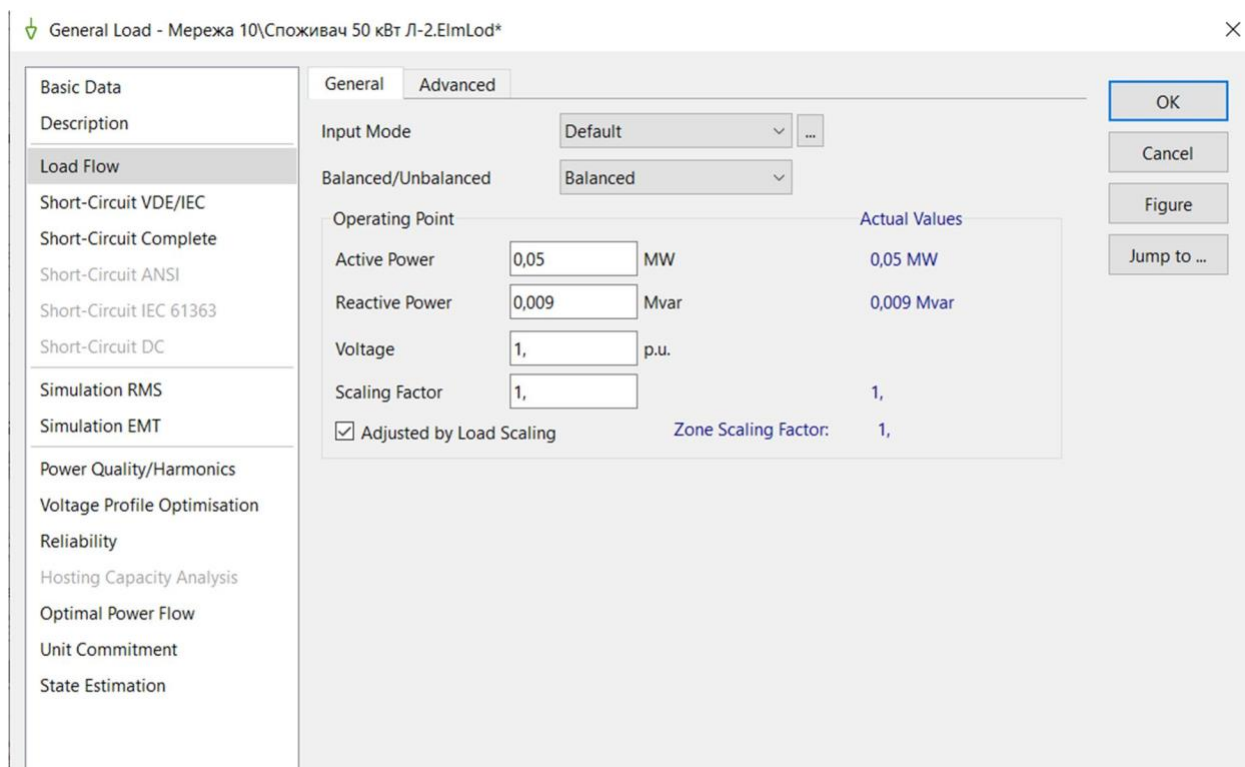 General Load - Мережа 10\Споживач 50 кВт Л-2.ElmLod*
Basic Data
Description
Load Flow
Short-Circuit VDE/IEC
Short-Circuit Complete
Short-Circuit ANSI
Short-Circuit IEC 61363
Short-Circuit DC
Simulation RMS
Simulation EMT
Power Quality/Harmonics
Voltage Profile Optimisation
Reliability
Hosting Capacity Analysis
Optimal Power Flow
Unit Commitment
State Estimation
General Advanced
Input Mode Default ...
Balanced/Unbalanced Balanced
Operating Point Actual Values
Active Power 0,05 MW 0,05 MW
Reactive Power 0,009 Mvar 0,009 Mvar
Voltage 1, p.u.
Scaling Factor 1, 1,
Adjusted by Load Scaling Zone Scaling Factor: 1,
OK
Cancel
Figure
Jump to ...